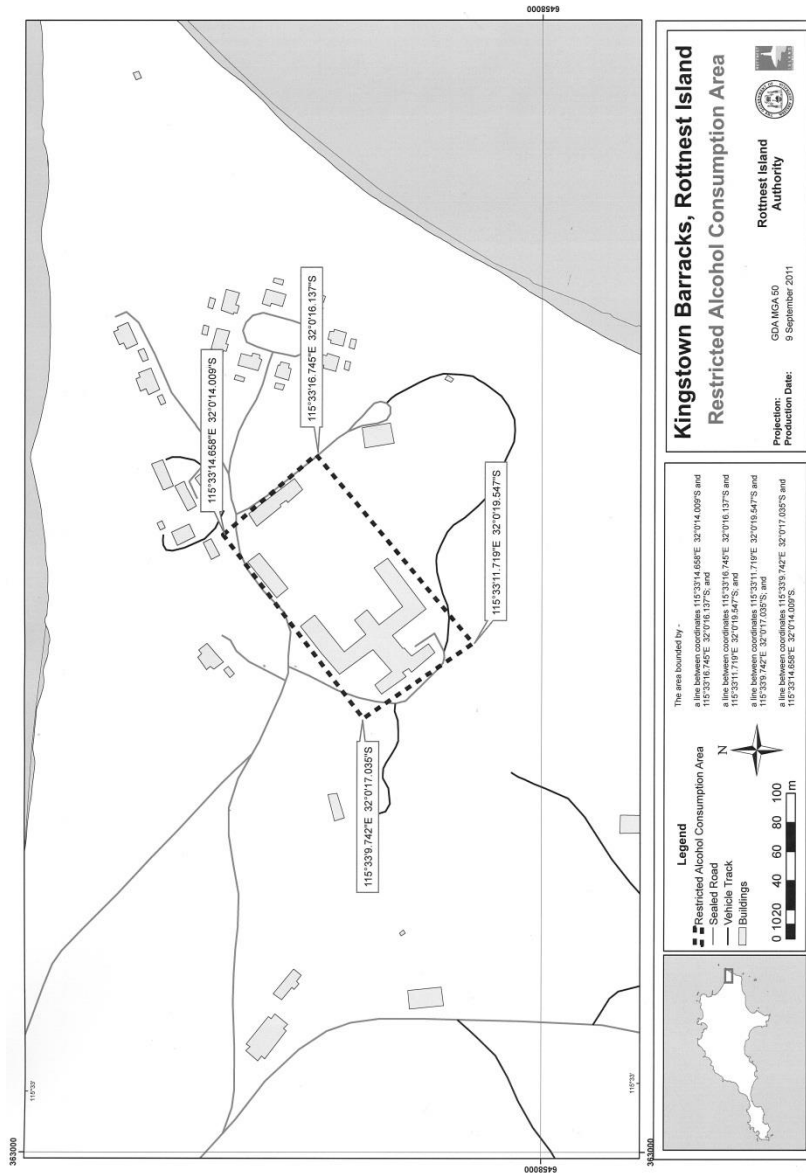 6458000
363000
115°33'
115°33'14.658"E 32°0'14.009"S
115°33'16.745"E 32°0'16.137"S
115°33'9.742"E 32°0'17.035"S
115°33'11.719"E 32°0'19.547"S
115°33'
363000
6458000
Legend
Restricted Alcohol Consumption Area
Sealed Road
Vehicle Track
Buildings
N
0 10 20 40 60 80 100
m
The area bounded by -
a line between coordinates 115°33'14.658"E 32°0'14.009"S and
115°33'16.745"E 32°0'16.137"S; and
a line between coordinates 115°33'16.745"E 32°0'16.137"S and
115°33'11.719"E 32°0'19.547"S; and
a line between coordinates 115°33'11.719"E 32°0'19.547"S and
115°33'9.742"E 32°0'17.035"S; and
a line between coordinates 115°33'9.742"E 32°0'17.035"S and
115°33'14.658"E 32°0'14.009"S.
Kingstown Barracks, Rottnest Island
Restricted Alcohol Consumption Area
Projection: GDA MGA 50
Production Date: 9 September 2011
Rottnest Island
Authority